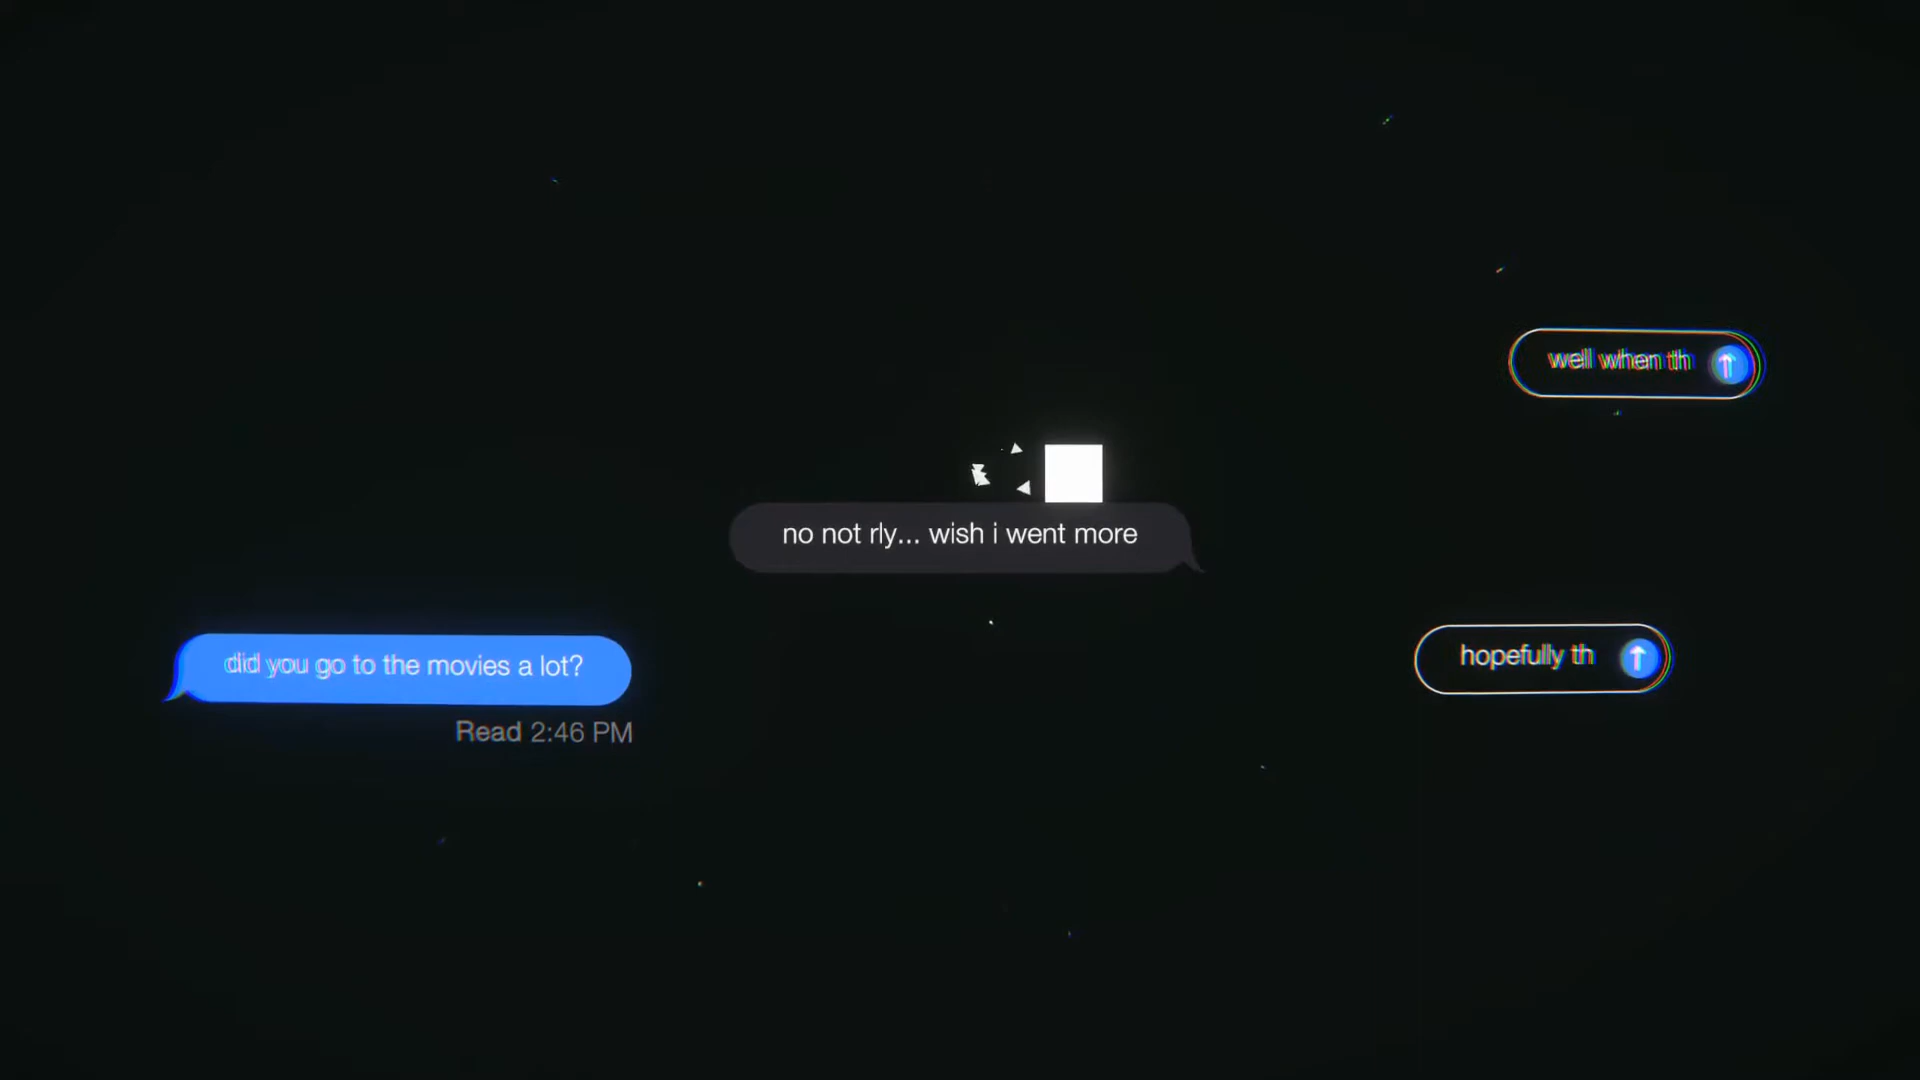 well when th
no not rly... wish i went more
hopefully th
did you go to the movies a lot?
Read 2:46 PM